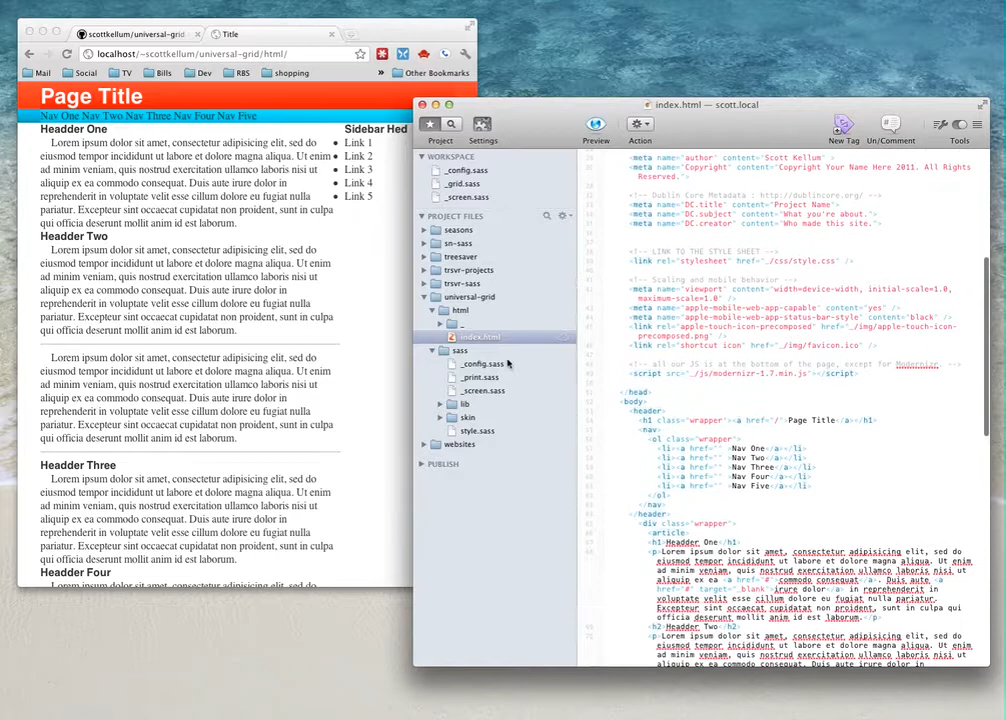 scottkellum/universal-grid
Title
localhost/~scottkellum/universal-grid/html/
Mail Social TV Bills Dev RBS shopping » Other Bookmarks
Page Title
Nav One Nav Two Nav Three Nav Four Nav Five
Header One
Lorem ipsum dolor sit amet, consectetur adipisicing elit, sed do
eiusmod tempor incididunt ut labore et dolore magna aliqua. Ut enim
ad minim veniam, quis nostrud exercitation ullamco laboris nisi ut
aliquip ex ea commodo consequat. Duis aute irure dolor in
reprehenderit in voluptate velit esse cillum dolore eu fugiat nulla
pariatur. Excepteur sint occaecat cupidatat non proident, sunt in culpa
qui officia deserunt mollit anim id est laborum.
Header Two
Lorem ipsum dolor sit amet, consectetur adipisicing elit, sed do
eiusmod tempor incididunt ut labore et dolore magna aliqua. Ut enim
ad minim veniam, quis nostrud exercitation ullamco laboris nisi ut
aliquip ex ea commodo consequat. Duis aute irure dolor in
reprehenderit in voluptate velit esse cillum dolore eu fugiat nulla
pariatur. Excepteur sint occaecat cupidatat non proident, sunt in culpa
qui officia deserunt mollit anim id est laborum.
Lorem ipsum dolor sit amet, consectetur adipisicing elit, sed do
eiusmod tempor incididunt ut labore et dolore magna aliqua. Ut enim
ad minim veniam, quis nostrud exercitation ullamco laboris nisi ut
aliquip ex ea commodo consequat. Duis aute irure dolor in
reprehenderit in voluptate velit esse cillum dolore eu fugiat nulla
pariatur. Excepteur sint occaecat cupidatat non proident, sunt in culpa
qui officia deserunt mollit anim id est laborum.
Header Three
Lorem ipsum dolor sit amet, consectetur adipisicing elit, sed do
eiusmod tempor incididunt ut labore et dolore magna aliqua. Ut enim
ad minim veniam, quis nostrud exercitation ullamco laboris nisi ut
aliquip ex ea commodo consequat. Duis aute irure dolor in
reprehenderit in voluptate velit esse cillum dolore eu fugiat nulla
pariatur. Excepteur sint occaecat cupidatat non proident, sunt in culpa
qui officia deserunt mollit anim id est laborum.
Header Four
Sidebar Hed
Link 1
Link 2
Link 3
Link 4
Link 5
index.html — scott.local
Project Settings Preview Action New Tag Un/Comment Tools
WORKSPACE
_config.sass
_grid.sass
_screen.sass
PROJECT FILES
seasons
sn-sass
treesaver
trsvr-projects
trsvr-sass
universal-grid
html
_
index.html
sass
_config.sass
_print.sass
_screen.sass
lib
skin
style.sass
websites
PUBLISH
<meta name="author" content="Scott Kellum" >
<meta name="Copyright" content="Copyright Your Name Here 2011. All Rights
Reserved.">
<!-- Dublin Core Metadata : http://dublincore.org/ -->
<meta name="DC.title" content="Project Name">
<meta name="DC.subject" content="What you're about.">
<meta name="DC.creator" content="Who made this site.">
<!-- LINK TO THE STYLE SHEET -->
<link rel="stylesheet" href="_/css/style.css" />
<!-- Scaling and mobile behavior -->
<meta name="viewport" content="width=device-width, initial-scale=1.0,
maximum-scale=1.0" />
<meta name="apple-mobile-web-app-capable" content="yes" />
<meta name="apple-mobile-web-app-status-bar-style" content="black" />
<link rel="apple-touch-icon-precomposed" href="_/img/apple-touch-icon-
precomposed.png" />
<link rel="shortcut icon" href="_/img/favicon.ico" />
<!-- all our JS is at the bottom of the page, except for Modernizr. -->
<script src="_/js/modernizr-1.7.min.js"></script>
</head>
<body>
<header>
<h1 class="wrapper"><a href="/">Page Title</a></h1>
<nav>
<ol class="wrapper">
<li><a href="" >Nav One</a></li>
<li><a href="" >Nav Two</a></li>
<li><a href="" >Nav Three</a></li>
<li><a href="" >Nav Four</a></li>
<li><a href="" >Nav Five</a></li>
</ol>
</nav>
</header>
<div class="wrapper">
<article>
<h1>Headder One</h1>
<p>Lorem ipsum dolor sit amet, consectetur adipisicing elit, sed do
eiusmod tempor incididunt ut labore et dolore magna aliqua. Ut enim
ad minim veniam, quis nostrud exercitation ullamco laboris nisi ut
aliquip ex ea <a href="#">commodo consequat</a>. Duis aute <a
href="#" target="_blank">irure dolor</a> in reprehenderit in
voluptate velit esse cillum dolore eu fugiat nulla pariatur.
Excepteur sint occaecat cupidatat non proident, sunt in culpa qui
officia deserunt mollit anim id est laborum.</p>
<h2>Headder Two</h2>
<p>Lorem ipsum dolor sit amet, consectetur adipisicing elit, sed do
eiusmod tempor incididunt ut labore et dolore magna aliqua. Ut enim
ad minim veniam, quis nostrud exercitation ullamco laboris nisi ut
aliquip ex ea commodo consequat. Duis aute irure dolor in